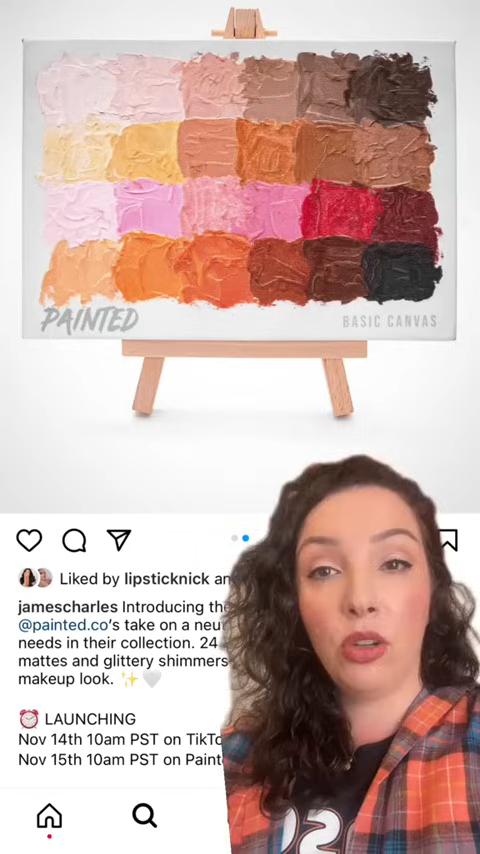 PAINTED
BASIC CANVAS
Liked by lipsticknick an
jamescharles Introducing the
@painted.co's take on a neu
needs in their collection. 24
mattes and glittery shimmers
makeup look. ✨ 🤍
⏰ LAUNCHING
Nov 14th 10am PST on TikTo
Nov 15th 10am PST on Paint